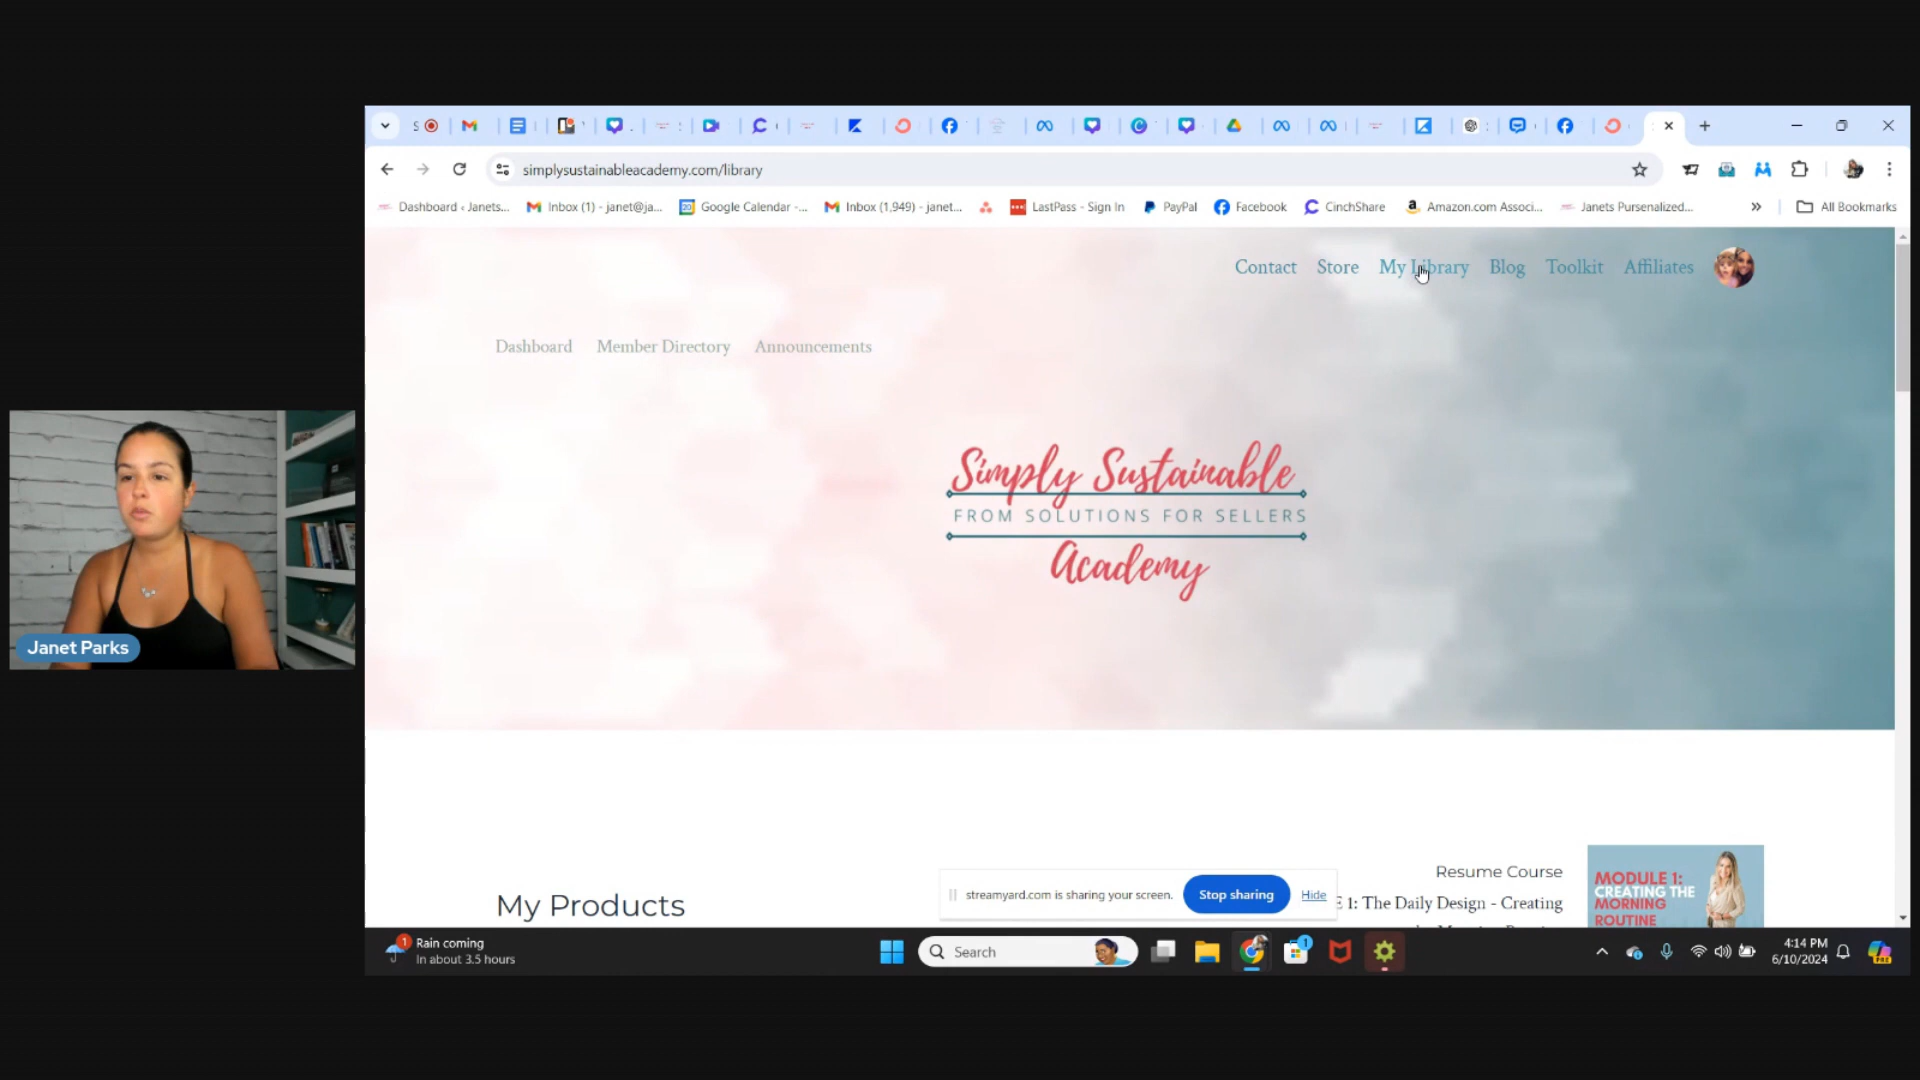 simplysustainableacademy.com/library
Dashboard ‹ Janets...
Inbox (1) - janet@ja...
Google Calendar -...
Inbox (1,949) - janet...
LastPass - Sign In
PayPal
Facebook
CinchShare
Amazon.com Associ...
Janets Pursenalized...
»
All Bookmarks
Contact
Store
My Library
Blog
Toolkit
Affiliates
Dashboard
Member Directory
Announcements
Simply Sustainable
FROM SOLUTIONS FOR SELLERS
Academy
Janet Parks
My Products
Resume Course
E 1: The Daily Design - Creating
MODULE 1:
CREATING THE
MORNING
ROUTINE
streamyard.com is sharing your screen.
Stop sharing
Hide
1
Rain coming
In about 3.5 hours
Search
1
4:14 PM
6/10/2024